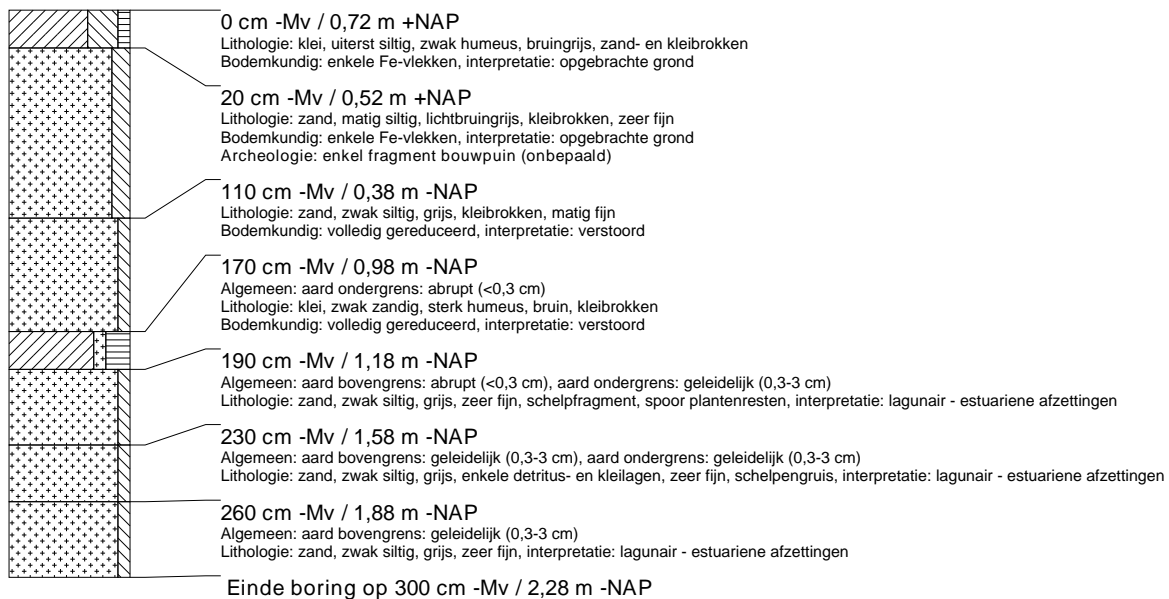 0 cm -Mv / 0,72 m +NAP
Lithologie: klei, uiterst siltig, zwak humeus, bruingrijs, zand- en kleibrokken
Bodemkundig: enkele Fe-vlekken, interpretatie: opgebrachte grond
20 cm -Mv / 0,52 m +NAP
Lithologie: zand, matig siltig, lichtbruingrijs, kleibrokken, zeer fijn
Bodemkundig: enkele Fe-vlekken, interpretatie: opgebrachte grond
Archeologie: enkel fragment bouwpuin (onbepaald)
110 cm -Mv / 0,38 m -NAP
Lithologie: zand, zwak siltig, grijs, kleibrokken, matig fijn
Bodemkundig: volledig gereduceerd, interpretatie: verstoord
170 cm -Mv / 0,98 m -NAP
Algemeen: aard ondergrens: abrupt (<0,3 cm)
Lithologie: klei, zwak zandig, sterk humeus, bruin, kleibrokken
Bodemkundig: volledig gereduceerd, interpretatie: verstoord
190 cm -Mv / 1,18 m -NAP
Algemeen: aard bovengrens: abrupt (<0,3 cm), aard ondergrens: geleidelijk (0,3-3 cm)
Lithologie: zand, zwak siltig, grijs, zeer fijn, schelpfragment, spoor plantenresten, interpretatie: lagunair - estuariene afzettingen
230 cm -Mv / 1,58 m -NAP
Algemeen: aard bovengrens: geleidelijk (0,3-3 cm), aard ondergrens: geleidelijk (0,3-3 cm)
Lithologie: zand, zwak siltig, grijs, enkele detritus- en kleilagen, zeer fijn, schelpengruis, interpretatie: lagunair - estuariene afzettingen
260 cm -Mv / 1,88 m -NAP
Algemeen: aard bovengrens: geleidelijk (0,3-3 cm)
Lithologie: zand, zwak siltig, grijs, zeer fijn, interpretatie: lagunair - estuariene afzettingen
Einde boring op 300 cm -Mv / 2,28 m -NAP